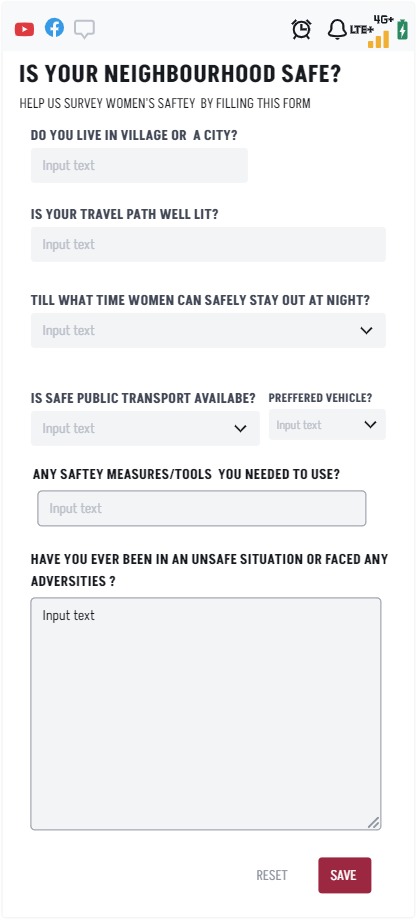 LTE+ 4G+
IS YOUR NEIGHBOURHOOD SAFE?
HELP US SURVEY WOMEN'S SAFTEY BY FILLING THIS FORM
DO YOU LIVE IN VILLAGE OR A CITY?
Input text
IS YOUR TRAVEL PATH WELL LIT?
Input text
TILL WHAT TIME WOMEN CAN SAFELY STAY OUT AT NIGHT?
Input text
IS SAFE PUBLIC TRANSPORT AVAILABE? PREFFERED VEHICLE?
Input text Input text
ANY SAFTEY MEASURES/TOOLS YOU NEEDED TO USE?
Input text
HAVE YOU EVER BEEN IN AN UNSAFE SITUATION OR FACED ANY
ADVERSITIES ?
Input text
RESET SAVE